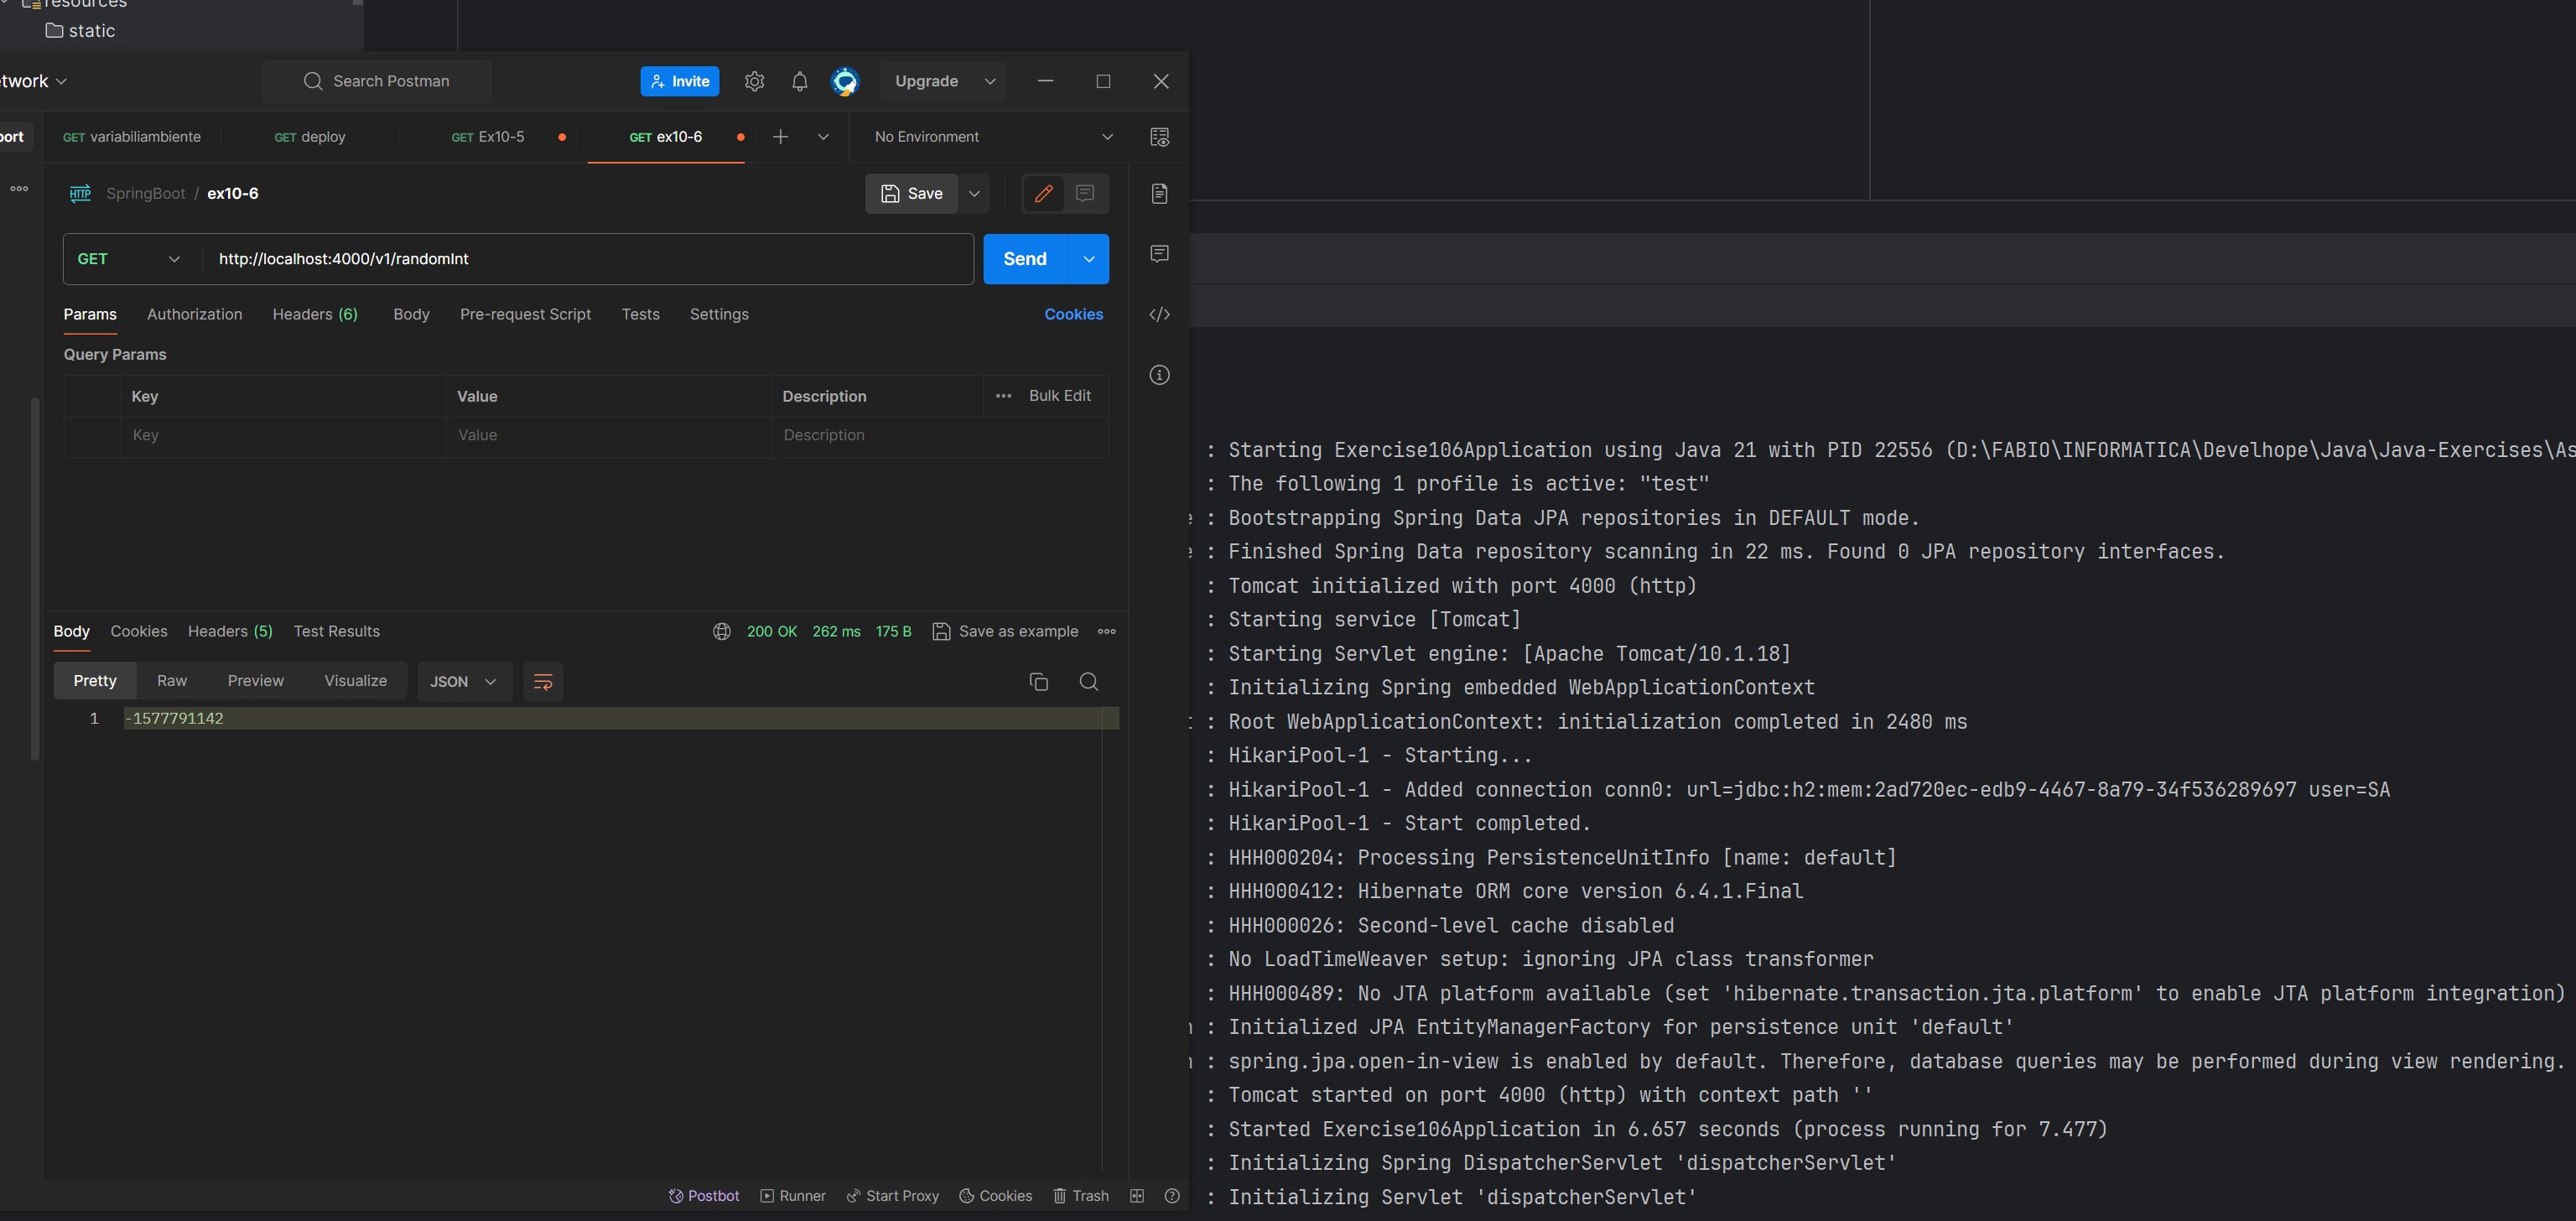 resources
static
twork
Search Postman
Invite
Upgrade
port
GET variabiliambiente
GET deploy
GET Ex10-5
GET ex10-6
No Environment
HTTP SpringBoot / ex10-6
Save
GET
http://localhost:4000/v1/randomInt
Send
Params Authorization Headers (6) Body Pre-request Script Tests Settings Cookies
Query Params
Key Value Description Bulk Edit
Key Value Description
Body Cookies Headers (5) Test Results 200 OK 262 ms 175 B Save as example
Pretty Raw Preview Visualize JSON
1 -1577791142
Postbot Runner Start Proxy Cookies Trash
: Starting Exercise106Application using Java 21 with PID 22556 (D:\FABIO\INFORMATICA\Develhope\Java\Java-Exercises\As
: The following 1 profile is active: "test"
e : Bootstrapping Spring Data JPA repositories in DEFAULT mode.
e : Finished Spring Data repository scanning in 22 ms. Found 0 JPA repository interfaces.
: Tomcat initialized with port 4000 (http)
: Starting service [Tomcat]
: Starting Servlet engine: [Apache Tomcat/10.1.18]
: Initializing Spring embedded WebApplicationContext
t : Root WebApplicationContext: initialization completed in 2480 ms
: HikariPool-1 - Starting...
: HikariPool-1 - Added connection conn0: url=jdbc:h2:mem:2ad720ec-edb9-4467-8a79-34f536289697 user=SA
: HikariPool-1 - Start completed.
: HHH000204: Processing PersistenceUnitInfo [name: default]
: HHH000412: Hibernate ORM core version 6.4.1.Final
: HHH000026: Second-level cache disabled
: No LoadTimeWeaver setup: ignoring JPA class transformer
: HHH000489: No JTA platform available (set 'hibernate.transaction.jta.platform' to enable JTA platform integration)
n : Initialized JPA EntityManagerFactory for persistence unit 'default'
n : spring.jpa.open-in-view is enabled by default. Therefore, database queries may be performed during view rendering.
: Tomcat started on port 4000 (http) with context path ''
: Started Exercise106Application in 6.657 seconds (process running for 7.477)
: Initializing Spring DispatcherServlet 'dispatcherServlet'
: Initializing Servlet 'dispatcherServlet'